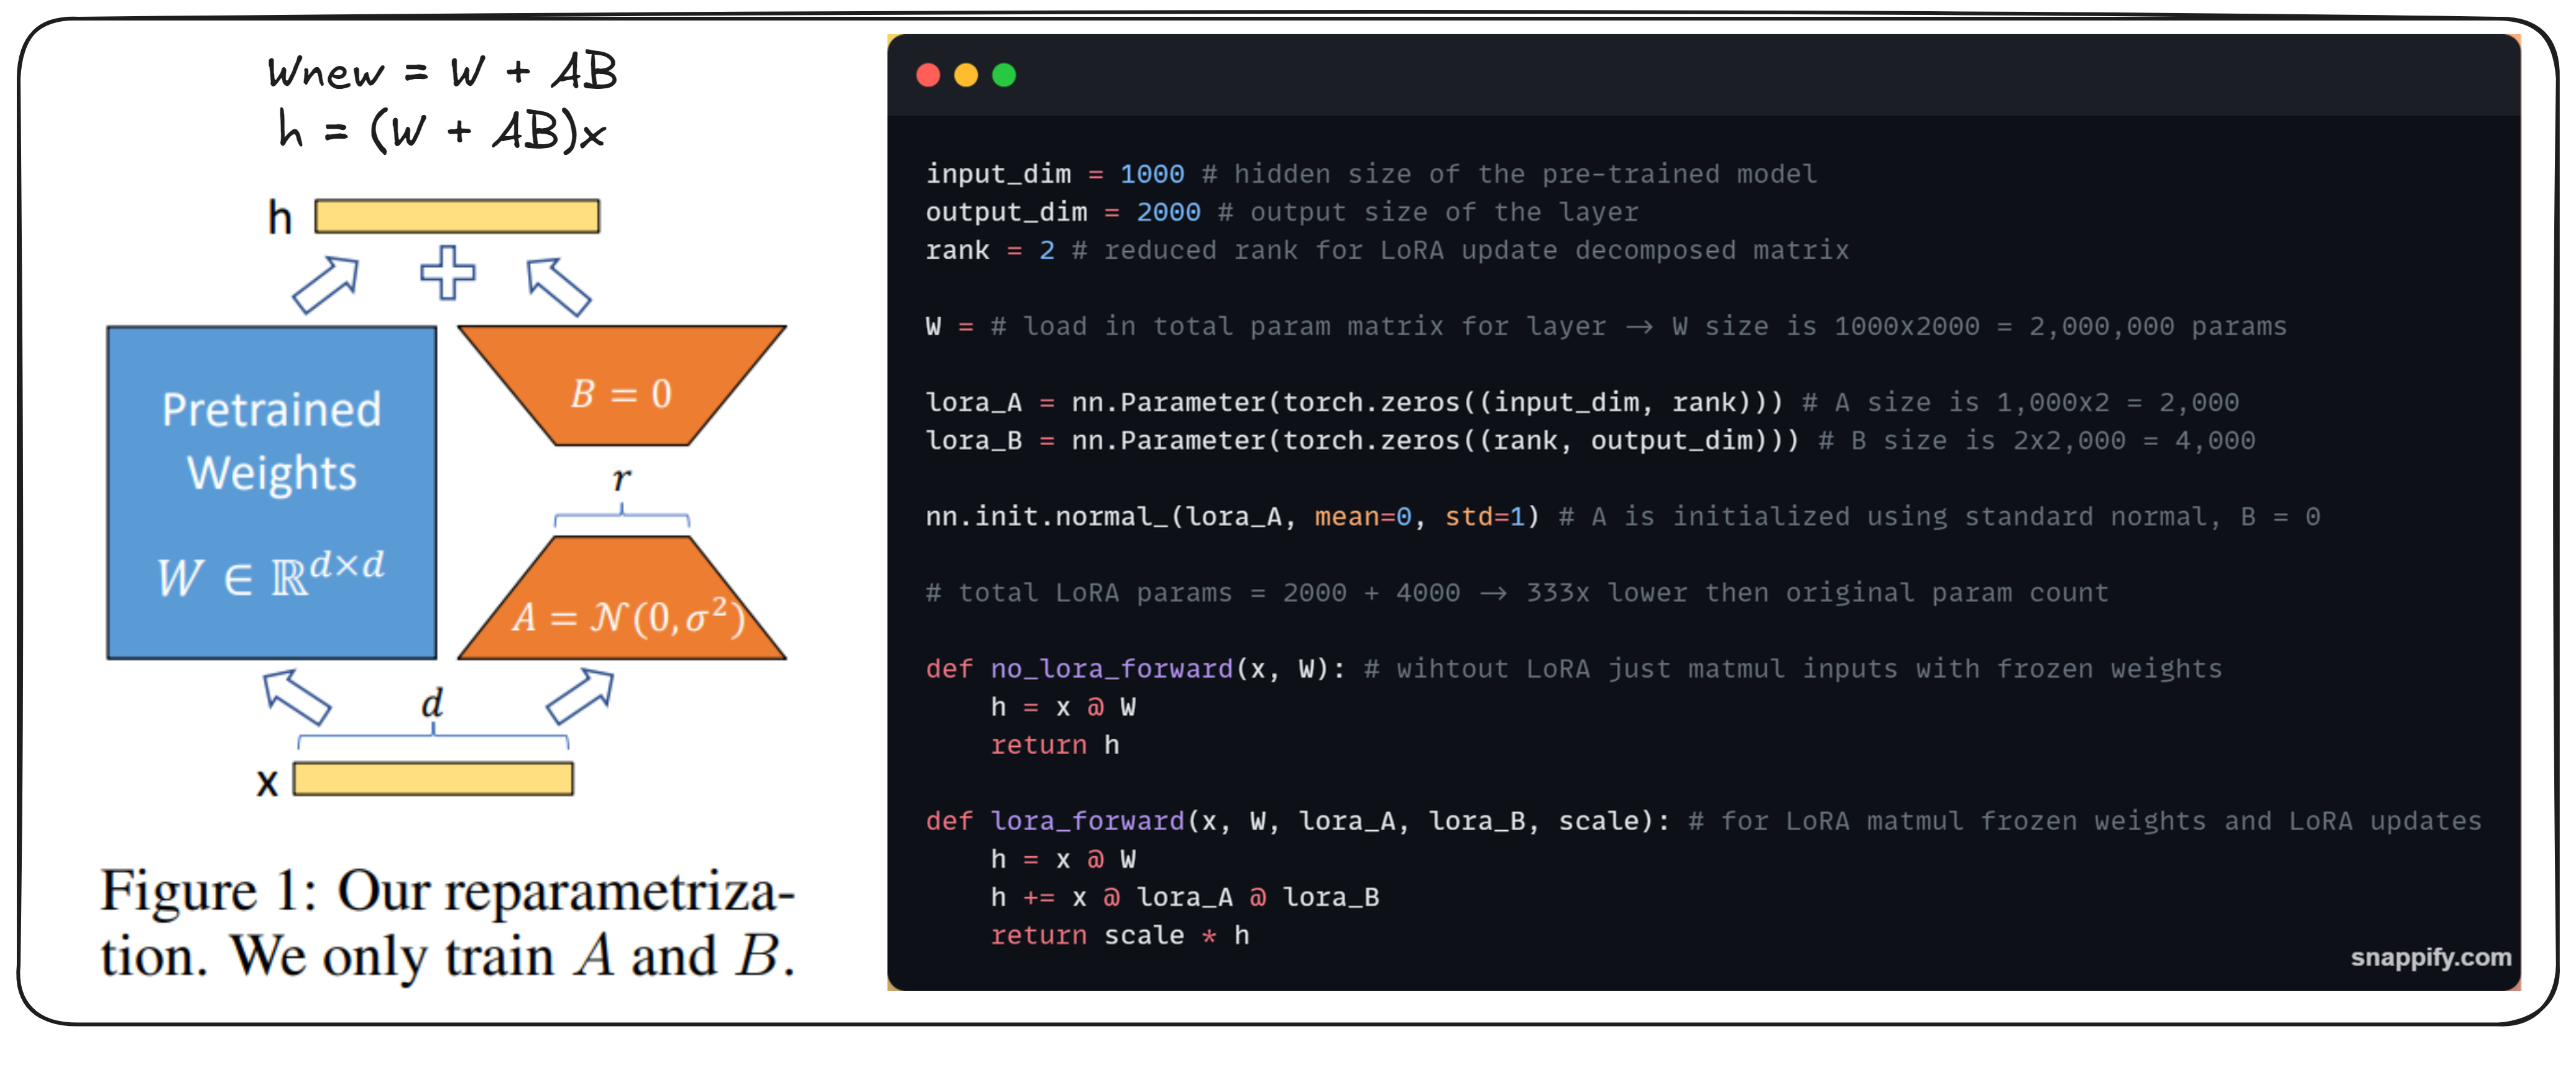 Wnew = W + AB
h = (W + AB)x
h
Pretrained
Weights
W ∈ ℝ^{d×d}
B = 0
r
A = 𝒩(0, σ²)
d
x
Figure 1: Our reparametriza-
tion. We only train A and B.
input_dim = 1000 # hidden size of the pre-trained model
output_dim = 2000 # output size of the layer
rank = 2 # reduced rank for LoRA update decomposed matrix
W = # load in total param matrix for layer → W size is 1000x2000 = 2,000,000 params
lora_A = nn.Parameter(torch.zeros((input_dim, rank))) # A size is 1,000x2 = 2,000
lora_B = nn.Parameter(torch.zeros((rank, output_dim))) # B size is 2x2,000 = 4,000
nn.init.normal_(lora_A, mean=0, std=1) # A is initialized using standard normal, B = 0
# total LoRA params = 2000 + 4000 → 333x lower then original param count
def no_lora_forward(x, W): # wihtout LoRA just matmul inputs with frozen weights
    h = x @ W
    return h
def lora_forward(x, W, lora_A, lora_B, scale): # for LoRA matmul frozen weights and LoRA updates
    h = x @ W
    h += x @ lora_A @ lora_B
    return scale * h
snappify.com